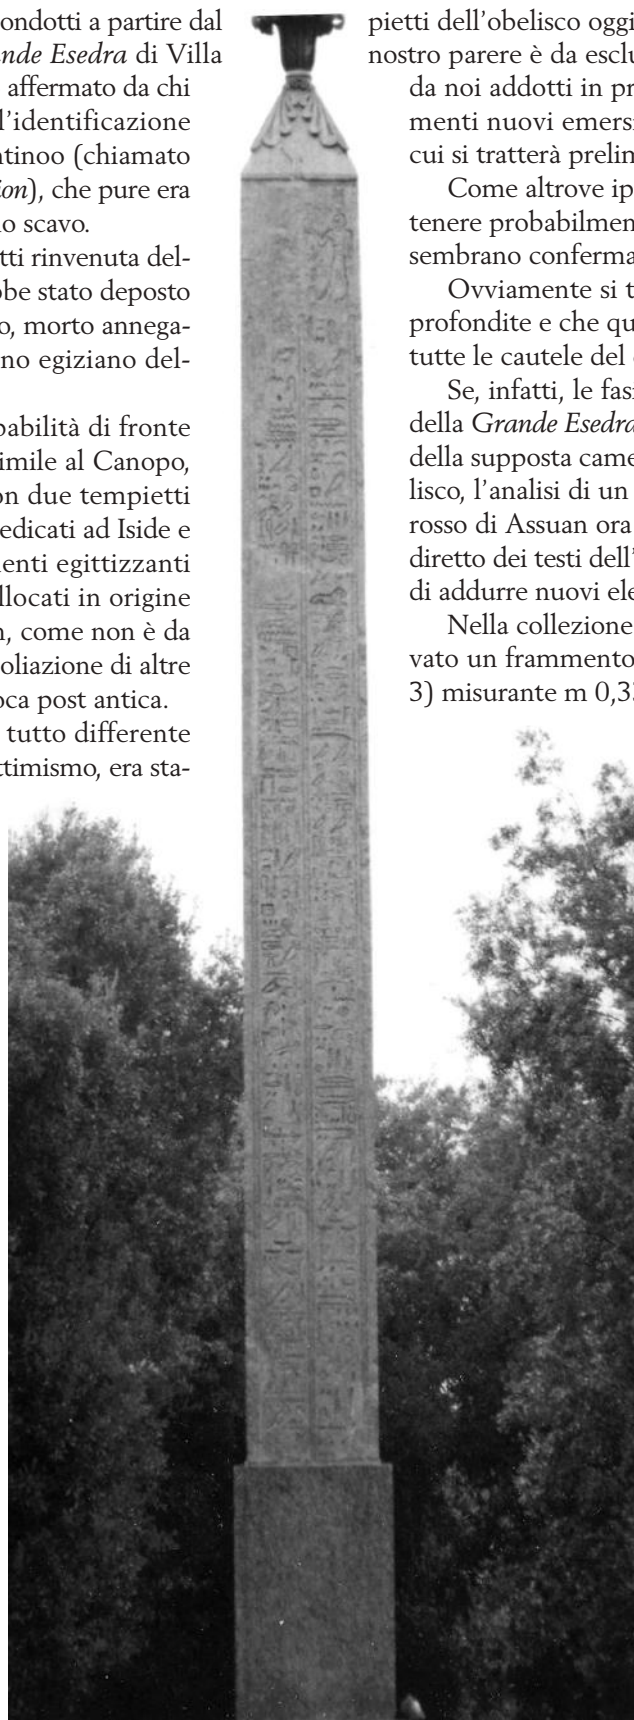 ondotti a partire dal
nde Esedra di Villa
affermato da chi
l'identificazione
ntinoo (chiamato
ion), che pure era
lo scavo.
tti rinvenuta del-
bbe stato deposto
o, morto annega-
no egiziano del-
babilità di fronte
imile al Canopo,
on due tempietti
edicati ad Iside e
enti egittizzanti
llocati in origine
n, come non è da
oliazione di altre
oca post antica.
tutto differente
ttimismo, era sta-
pietti dell'obelisco oggi
nostro parere è da esclu
da noi addotti in pr
menti nuovi emersi
cui si tratterà prelim
Come altrove ip
tenere probabilmen
sembrano conferma
Ovviamente si t
profondite e che qu
tutte le cautele del
Se, infatti, le fasi
della Grande Esedra
della supposta came
lisco, l'analisi di un
rosso di Assuan ora
diretto dei testi dell'
di addurre nuovi ele
Nella collezione
vato un frammento
3) misurante m 0,33